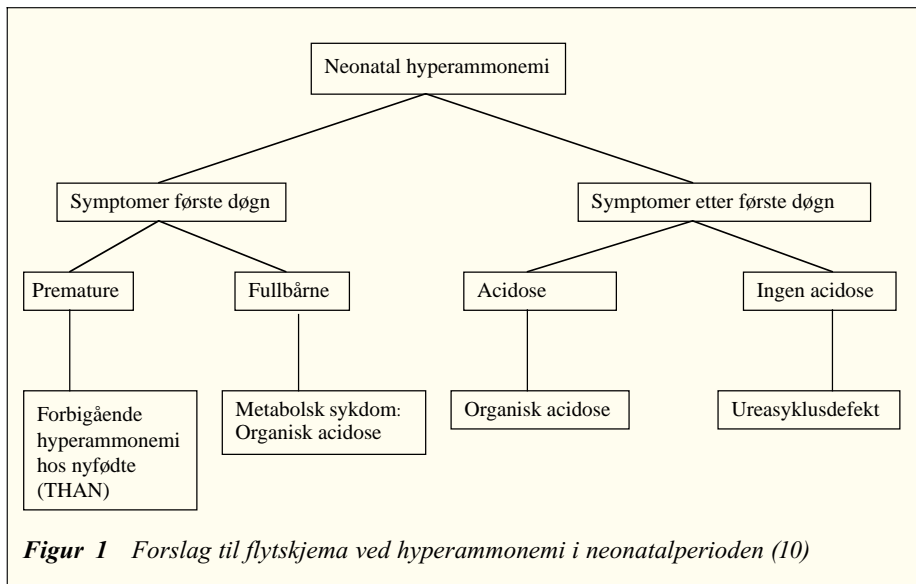 Neonatal hyperammonemi
Symptomer første døgn
Symptomer etter første døgn
Premature
Fullbårne
Acidose
Ingen acidose
Forbigående
hyperammonemi
hos nyfødte
(THAN)
Metabolsk sykdom:
Organisk acidose
Organisk acidose
Ureasyklusdefekt
Figur 1 Forslag til flytskjema ved hyperammonemi i neonatalperioden (10)